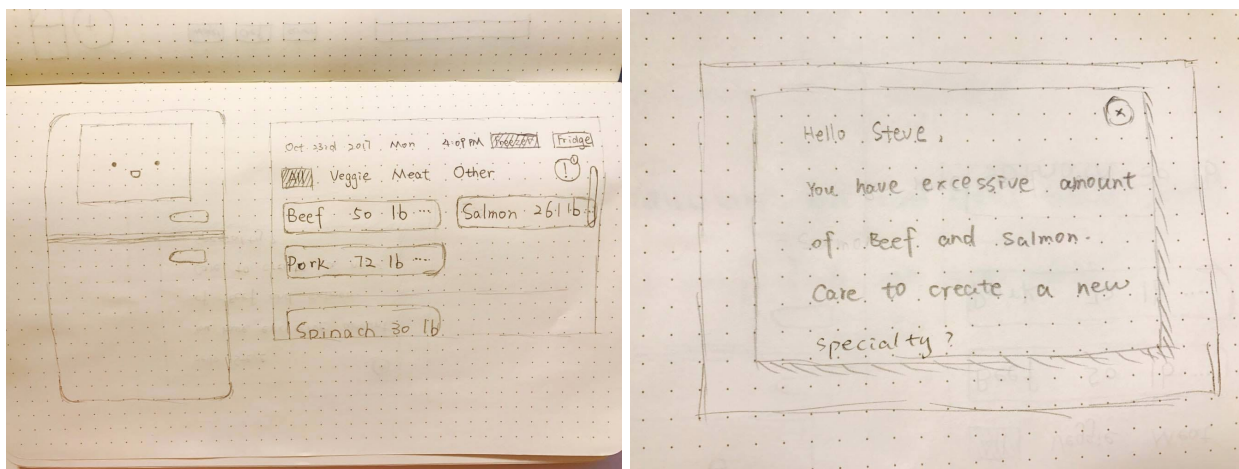 Oct 23rd 2017 Mon 4:09 PM Fridge
Veggie Meat Other
!
Beef 50 lb ...
Salmon 26 lb
Pork 72 lb ...
Spinach 30 lb
x
Hello Steve,
You have excessive amount
of Beef and Salmon.
Care to create a new
specialty?